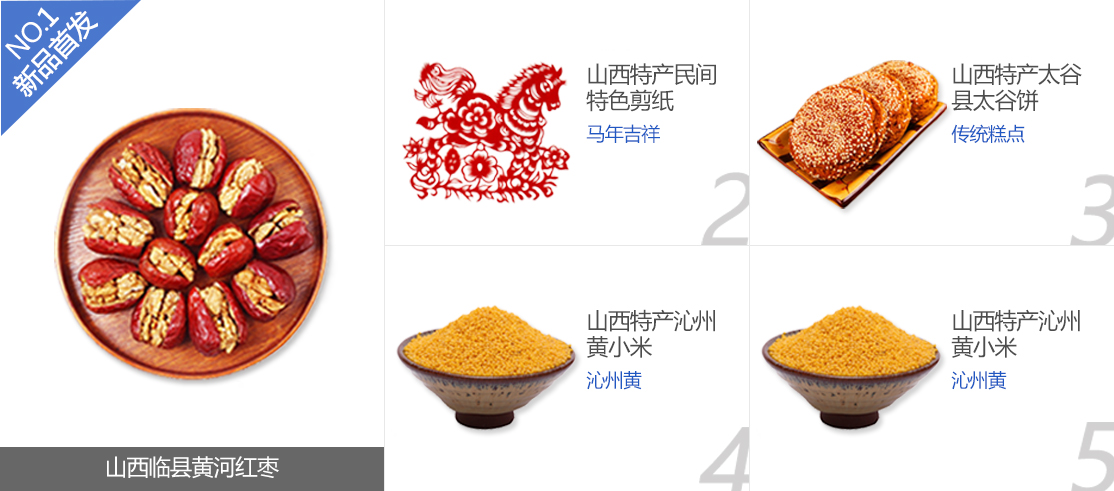 NO.1
新品首发
山西临县黄河红枣
山西特产民间
特色剪纸
马年吉祥
2
山西特产太谷
县太谷饼
传统糕点
3
山西特产沁州
黄小米
沁州黄
4
山西特产沁州
黄小米
沁州黄
5